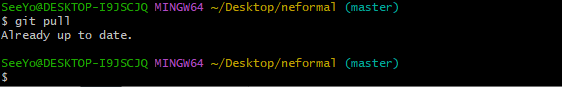 SeeYo@DESKTOP-I9JSCJQ MINGW64 ~/Desktop/neformal (master)
$ git pull
Already up to date.
SeeYo@DESKTOP-I9JSCJQ MINGW64 ~/Desktop/neformal (master)
$